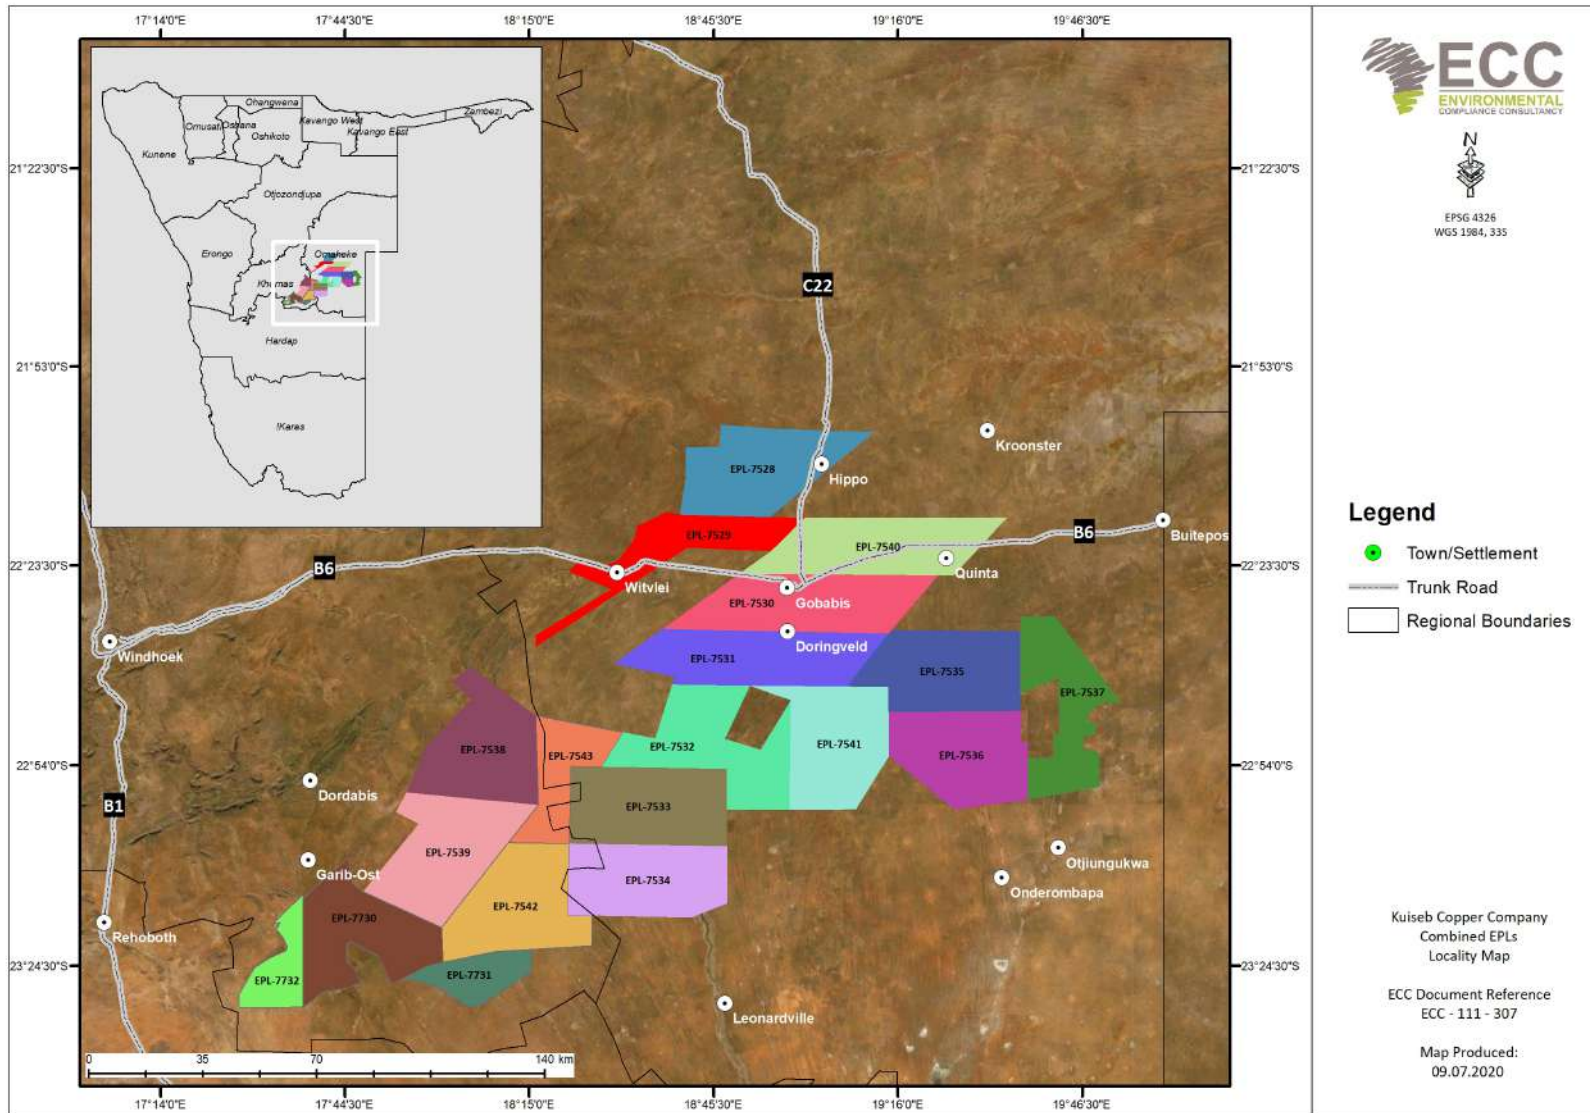 17°14'0"E 17°44'30"E 18°15'0"E 18°45'30"E 19°16'0"E 19°46'30"E
21°22'30"S 21°22'30"S
21°53'0"S 21°53'0"S
22°23'30"S 22°23'30"S
22°54'0"S 22°54'0"S
23°24'30"S 23°24'30"S
Ohangwena
Zambezi
Omusati
Oshana
Kavango West
Oshikoto
Kavango East
Kunene
Otjozondjupa
Erongo
Omaheke
Khomas
Hardap
!Karas
C22
Kroonster
EPL-7528
Hippo
Buitepos
EPL-7529
EPL-7540
B6
B6
Quinta
Witvlei
EPL-7530
Gobabis
Windhoek
Doringveld
EPL-7531
EPL-7535
EPL-7537
EPL-7538
EPL-7543
EPL-7532
EPL-7541
EPL-7536
Dordabis
B1
EPL-7533
EPL-7539
Otjiungukwa
Garib-Ost
EPL-7534
Onderombapa
EPL-7730
EPL-7542
Rehoboth
EPL-7732
EPL-7731
Leonardville
0 35 70 140 km
17°14'0"E 17°44'30"E 18°15'0"E 18°45'30"E 19°16'0"E 19°46'30"E
ECC
ENVIRONMENTAL
COMPLIANCE CONSULTANCY
N
EPSG 4326
WGS 1984, 33S
Legend
Town/Settlement
Trunk Road
Regional Boundaries
Kuiseb Copper Company
Combined EPLs
Locality Map
ECC Document Reference
ECC - 111 - 307
Map Produced:
09.07.2020